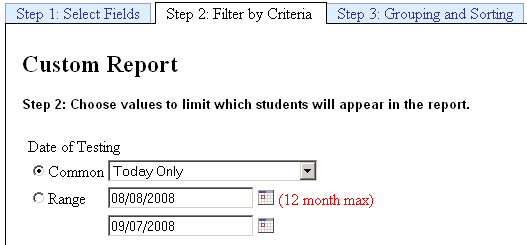 Step 1: Select Fields
Step 2: Filter by Criteria
Step 3: Grouping and Sorting
Custom Report
Step 2: Choose values to limit which students will appear in the report.
Date of Testing
Common Today Only
Range 08/08/2008 (12 month max)
09/07/2008